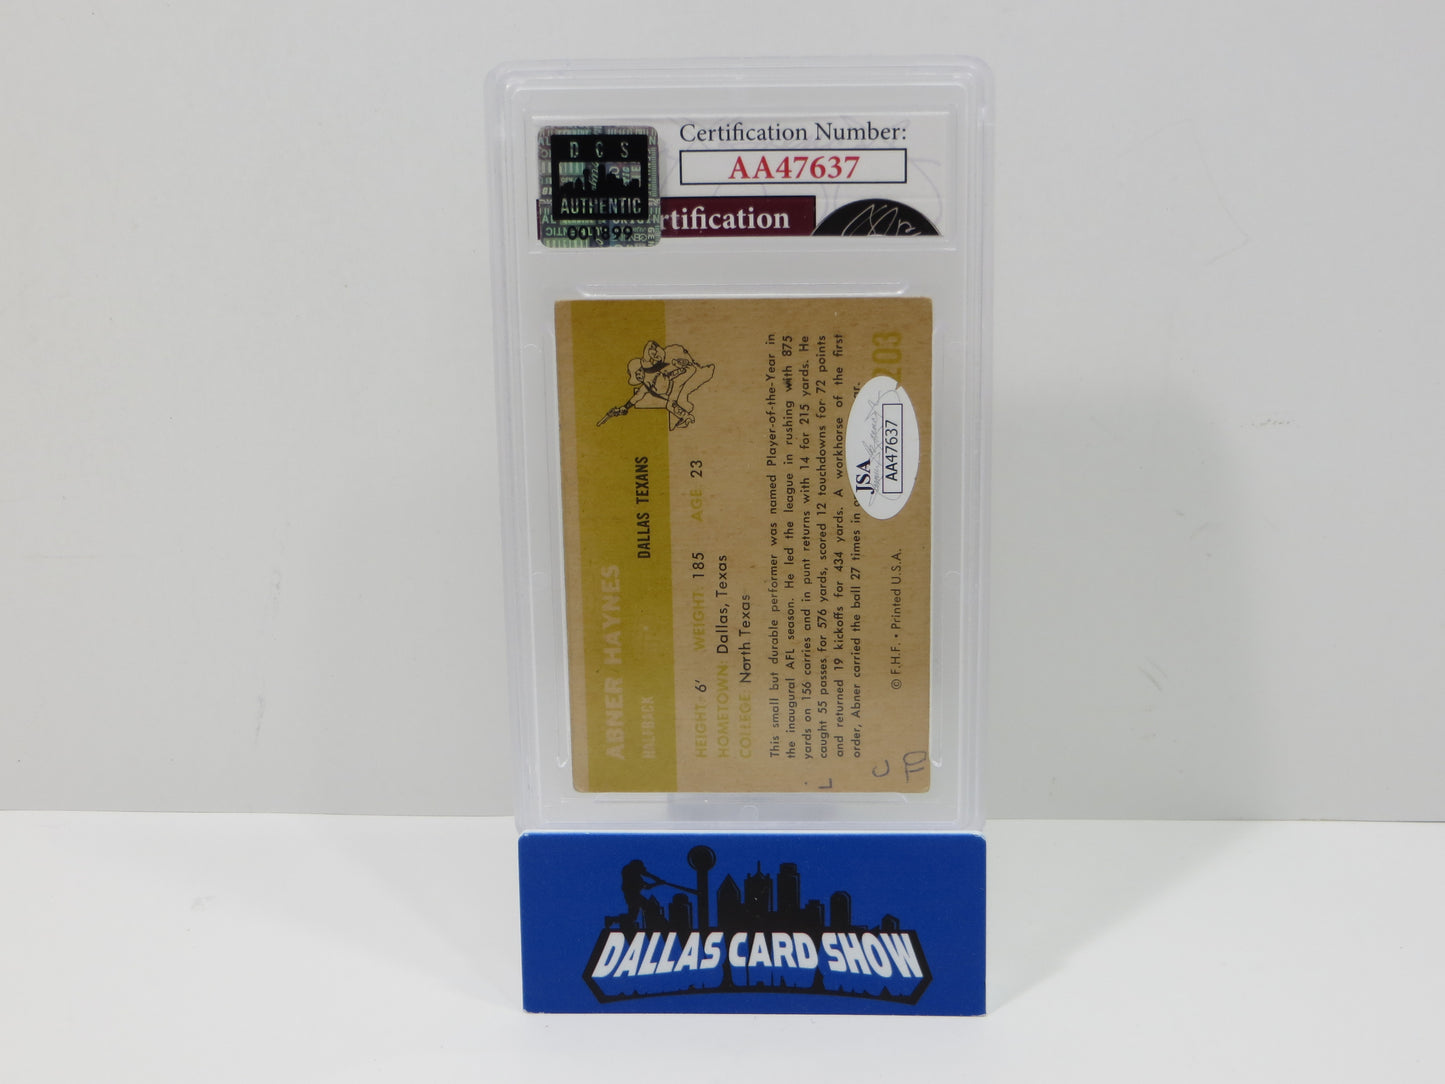 Certification Number:
AA47637
DCS
AUTHENTIC
001899
rtification
ABNER HAYNES
HALFBACK
DALLAS TEXANS
HEIGHT: 6' WEIGHT: 185 AGE: 23
HOMETOWN: Dallas, Texas
COLLEGE: North Texas
This small but durable performer was named Player-of-the-Year in
the inaugural AFL season. He led the league in rushing with 875
yards on 156 carries and in punt returns with 14 for 215 yards. He
caught 55 passes for 576 yards, scored 12 touchdowns for 72 points
and returned 19 kickoffs for 434 yards. A workhorse of the first
order, Abner carried the ball 27 times in
203
© F.H.F. • Printed U.S.A.
JSA
AA47637
DALLAS CARD SHOW